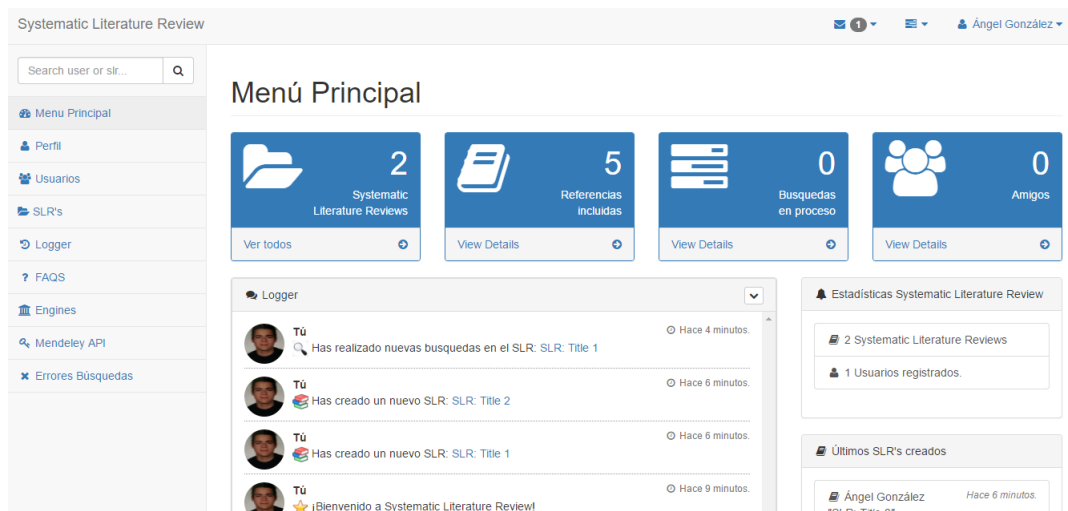 Systematic Literature Review
1
Ángel González
Search user or slr...
Menu Principal
Perfil
Usuarios
SLR's
Logger
FAQS
Engines
Mendeley API
Errores Búsquedas
Menú Principal
2
Systematic
Literature Reviews
Ver todos
5
Referencias
incluidas
View Details
0
Busquedas
en proceso
View Details
0
Amigos
View Details
Logger
Tú
Hace 4 minutos.
Has realizado nuevas busquedas en el SLR: SLR: Title 1
Tú
Hace 6 minutos.
Has creado un nuevo SLR: SLR: Title 2
Tú
Hace 6 minutos.
Has creado un nuevo SLR: SLR: Title 1
Tú
Hace 9 minutos.
¡Bienvenido a Systematic Literature Review!
Estadísticas Systematic Literature Review
2 Systematic Literature Reviews
1 Usuarios registrados.
Últimos SLR's creados
Ángel González
Hace 6 minutos.
"SLR: Title 2"